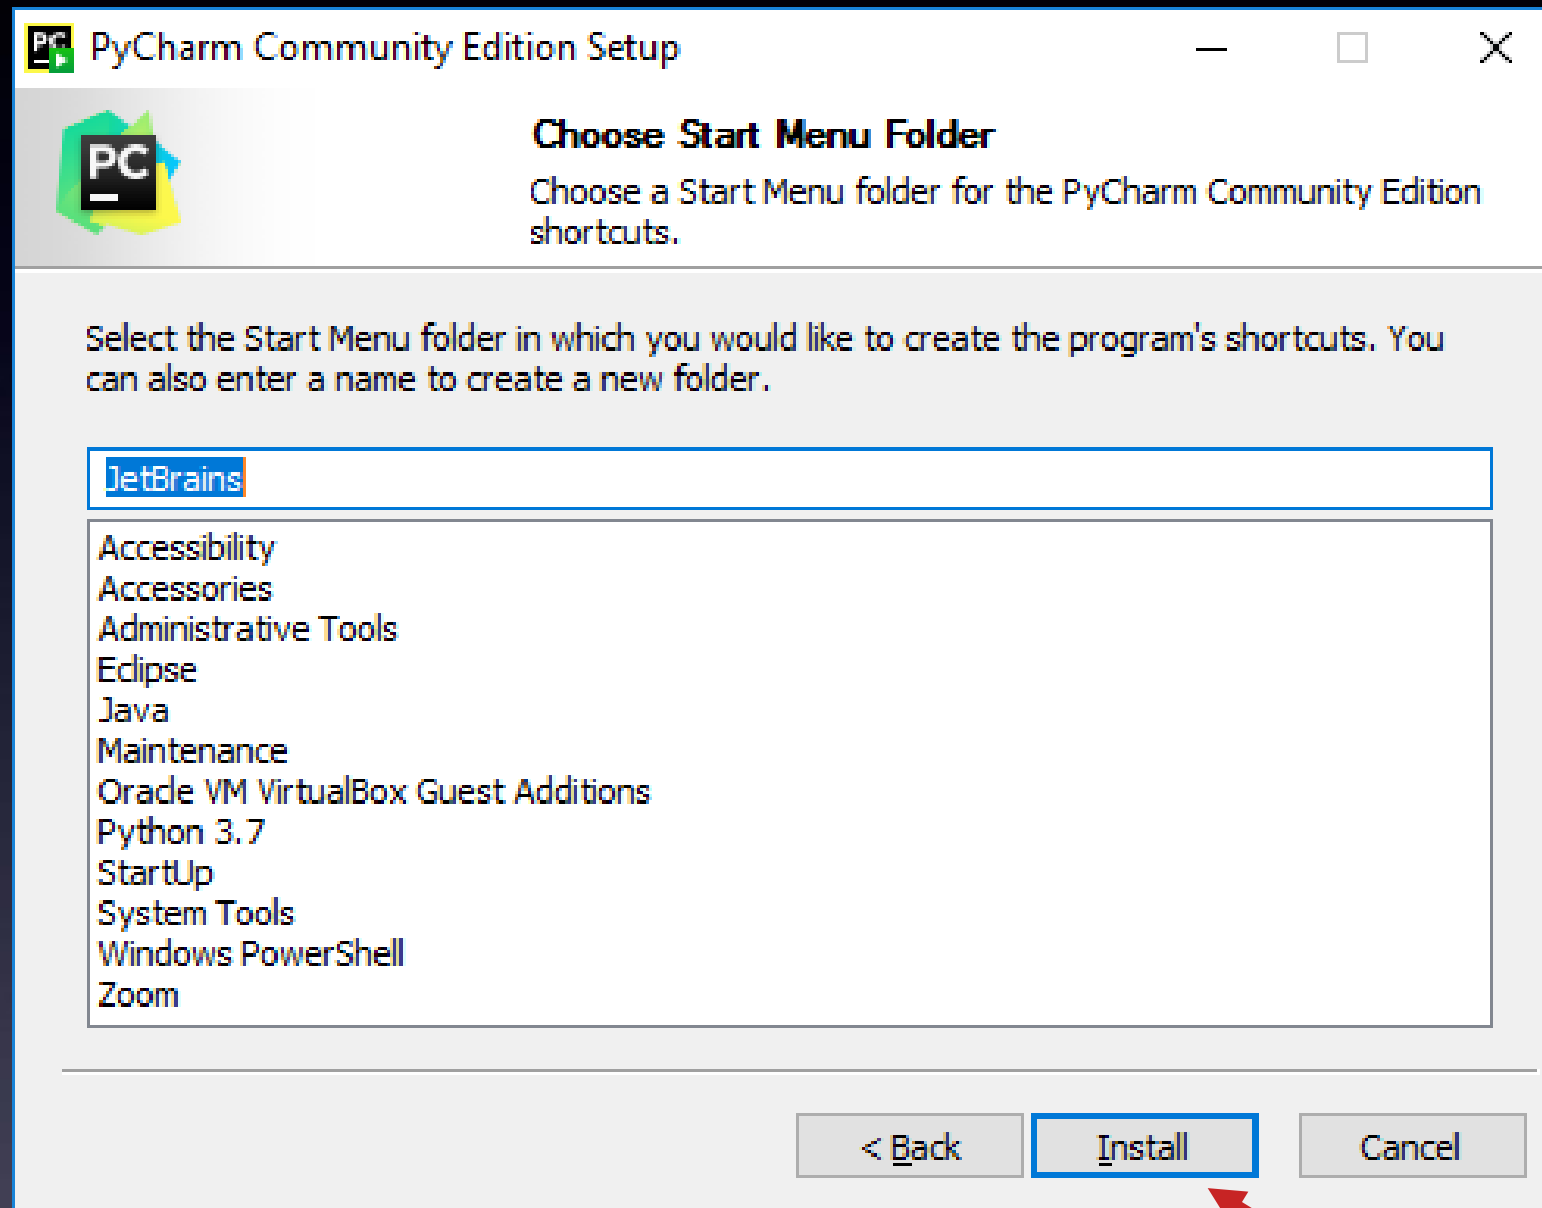 PC PyCharm Community Edition Setup
PC
Choose Start Menu Folder
Choose a Start Menu folder for the PyCharm Community Edition
shortcuts.
Select the Start Menu folder in which you would like to create the program's shortcuts. You
can also enter a name to create a new folder.
JetBrains
Accessibility
Accessories
Administrative Tools
Eclipse
Java
Maintenance
Oracle VM VirtualBox Guest Additions
Python 3.7
StartUp
System Tools
Windows PowerShell
Zoom
< Back Install Cancel